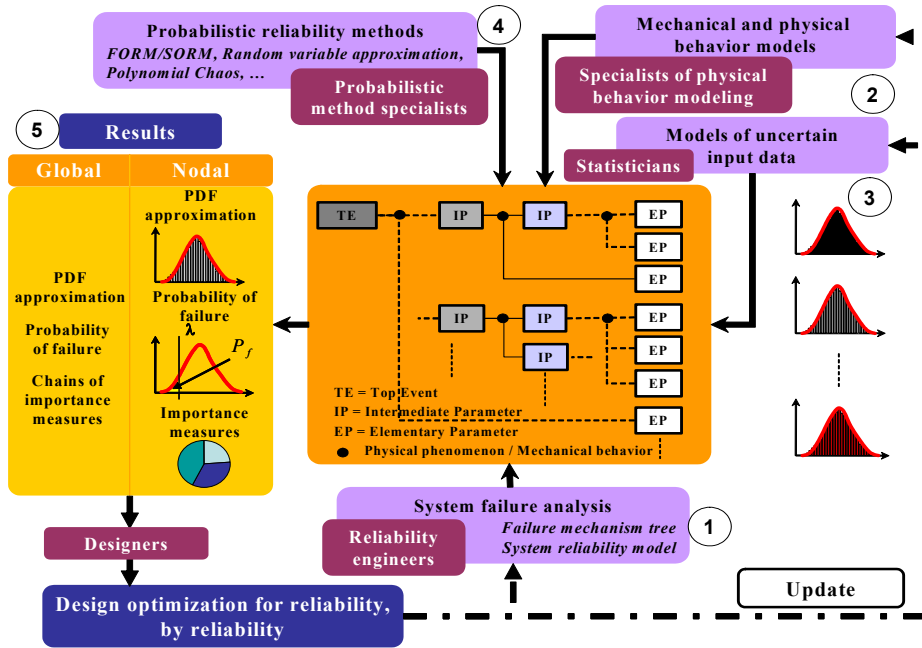 Probabilistic reliability methods
FORM/SORM, Random variable approximation,
Polynomial Chaos, ...
Probabilistic
method specialists
4
Mechanical and physical
behavior models
Specialists of physical
behavior modeling
2
Models of uncertain
input data
Statisticians
3
5
Results
Global
Nodal
PDF
approximation
Probability
of failure
Chains of
importance
measures
PDF
approximation
Probability of
failure
λ
P_f
Importance
measures
TE
IP
IP
EP
EP
EP
IP
IP
EP
IP
EP
EP
EP
TE = Top Event
IP = Intermediate Parameter
EP = Elementary Parameter
Physical phenomenon / Mechanical behavior
System failure analysis
Failure mechanism tree
System reliability model
Reliability
engineers
1
Designers
Design optimization for reliability,
by reliability
Update